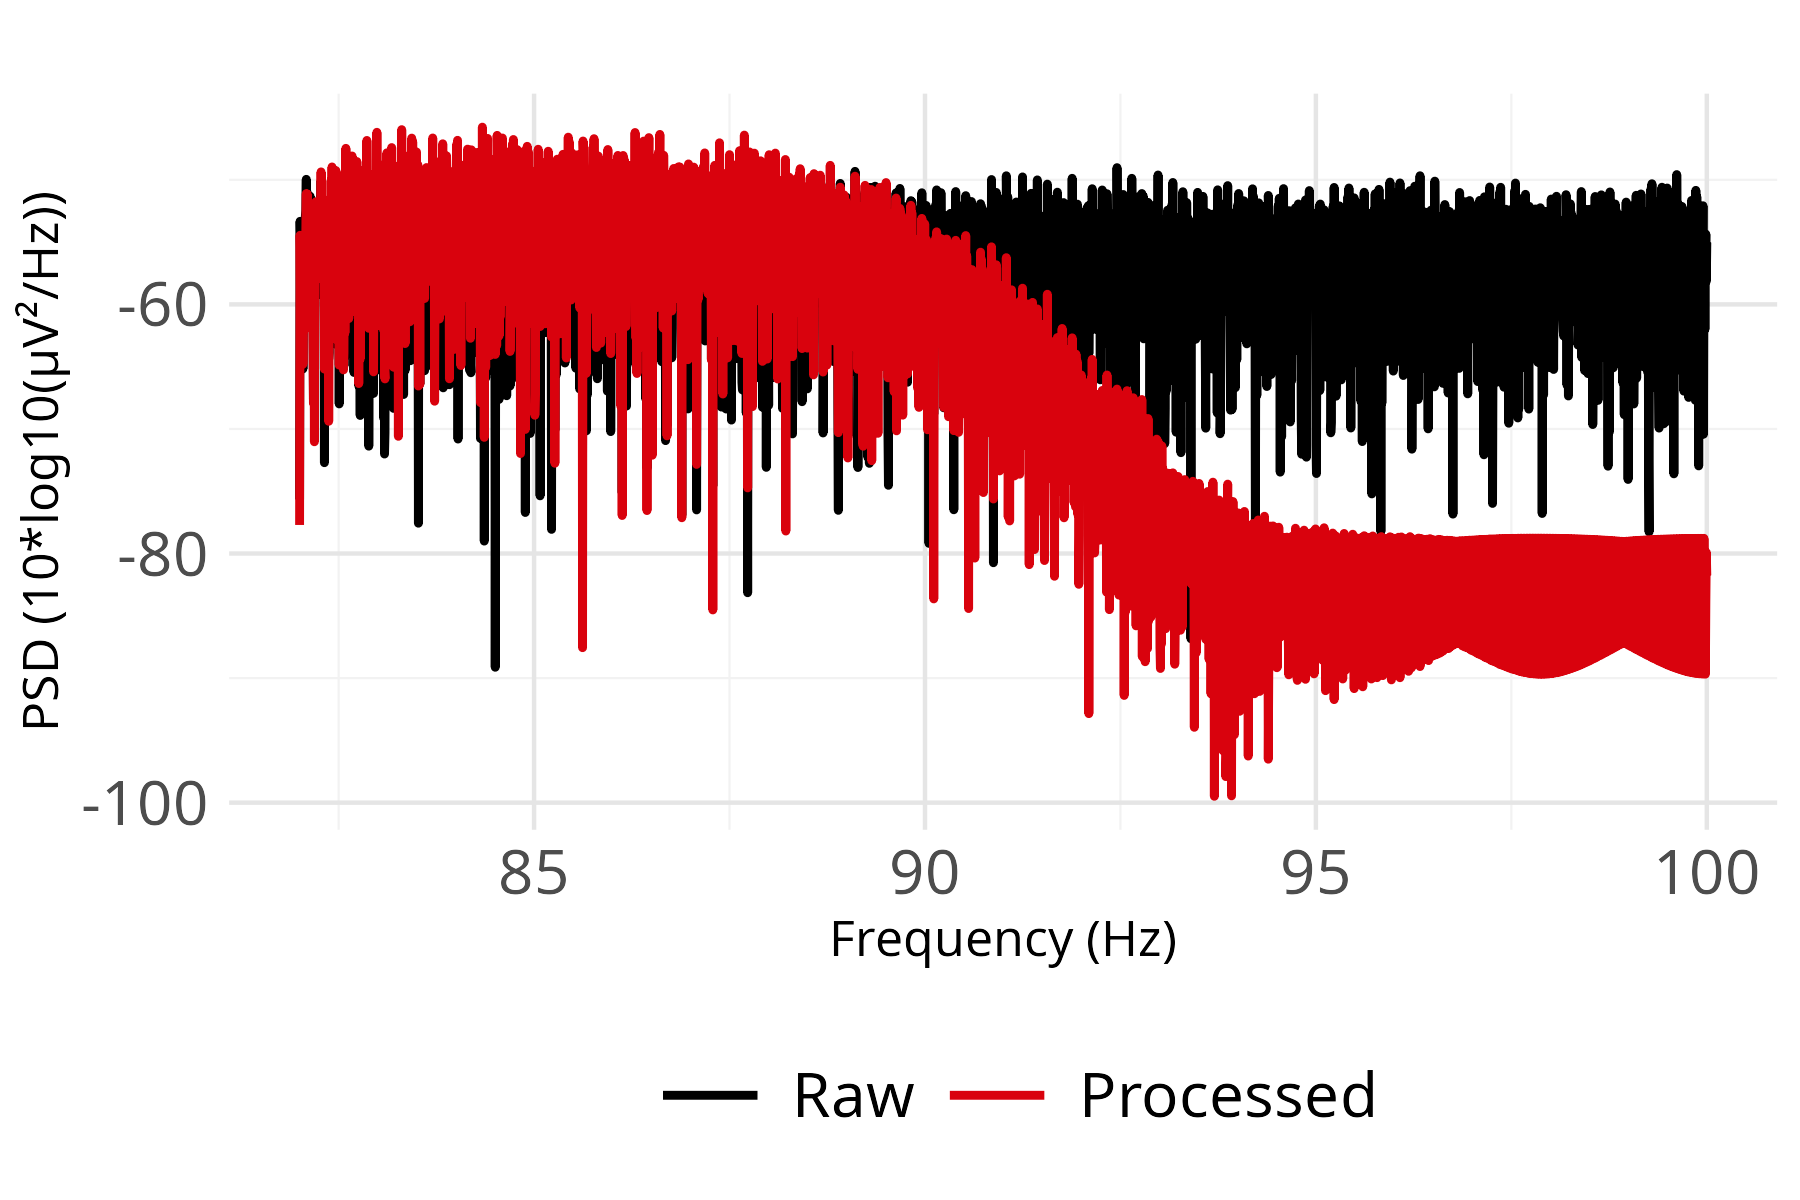 PSD (10*log10(µV²/Hz))
-60
-80
-100
85 90 95 100
Frequency (Hz)
Raw Processed